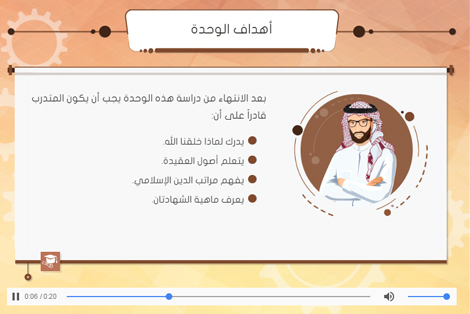 أهداف الوحدة
بعد الانتهاء من دراسة هذه الوحدة يجب أن يكون المتدرب
قادراً على أن:
يدرك لماذا خلقنا الله.
يتعلم أصول العقيدة.
يفهم مراتب الدين الإسلامي.
يعرف ماهية الشهادتان.
0:06 / 0:20